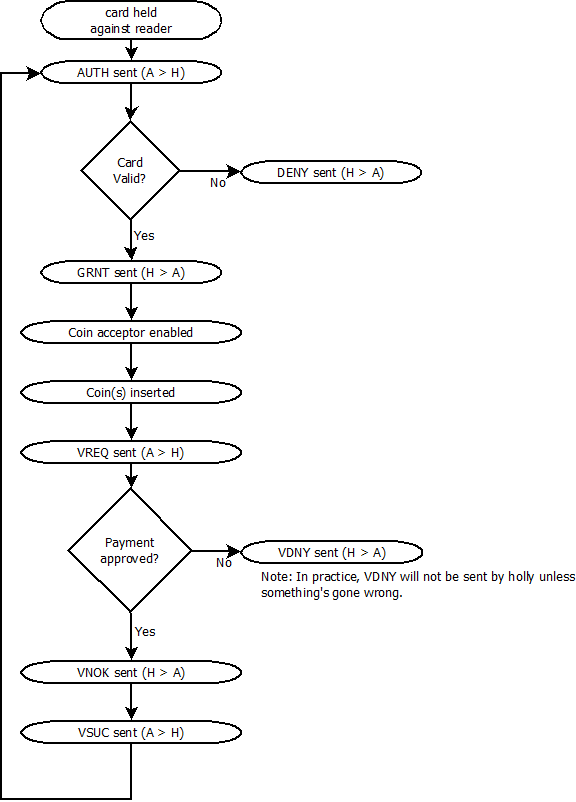 card held
against reader
AUTH sent (A > H)
Card
Valid?
No
DENY sent (H > A)
Yes
GRNT sent (H > A)
Coin acceptor enabled
Coin(s) inserted
VREQ sent (A > H)
Payment
approved?
No
VDNY sent (H > A)
Note: In practice, VDNY will not be sent by holly unless
something's gone wrong.
Yes
VNOK sent (H > A)
VSUC sent (A > H)